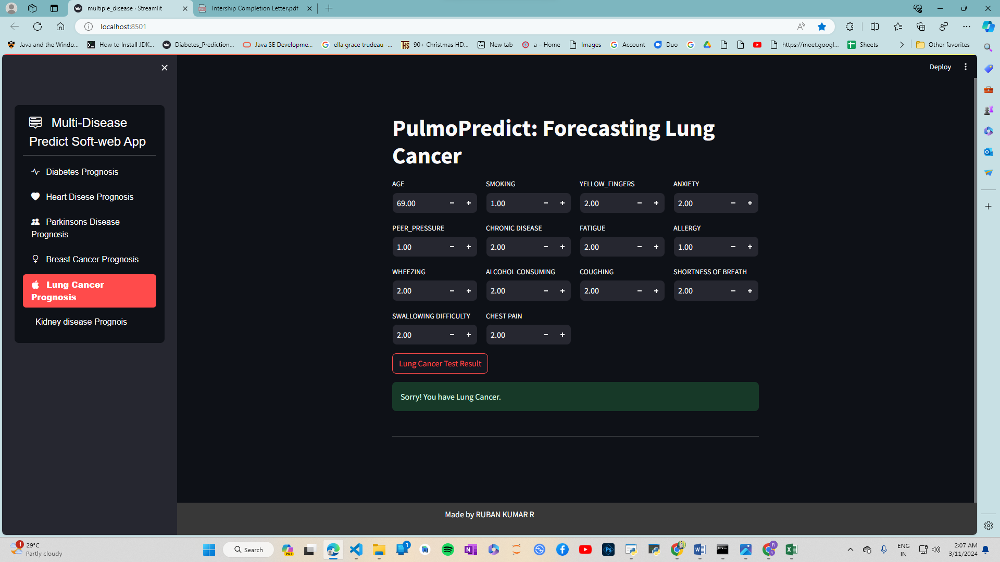 multiple_disease · Streamlit
Intership Completion Letter.pdf
localhost:8501
Java and the Windo...
How to Install JDK...
Diabetes_Prediction...
Java SE Developme...
ella grace trudeau -...
90+ Christmas HD...
New tab
a – Home
Images
Account
Duo
https://meet.googl...
Sheets
Other favorites
Deploy
Multi-Disease
Predict Soft-web App
Diabetes Prognosis
Heart Disese Prognosis
Parkinsons Disease
Prognosis
Breast Cancer Prognosis
Lung Cancer
Prognosis
Kidney disease Prognois
PulmoPredict: Forecasting Lung
Cancer
AGE SMOKING YELLOW_FINGERS ANXIETY
69.00 1.00 2.00 2.00
PEER_PRESSURE CHRONIC DISEASE FATIGUE ALLERGY
1.00 2.00 2.00 1.00
WHEEZING ALCOHOL CONSUMING COUGHING SHORTNESS OF BREATH
2.00 2.00 2.00 2.00
SWALLOWING DIFFICULTY CHEST PAIN
2.00 2.00
Lung Cancer Test Result
Sorry! You have Lung Cancer.
Made by RUBAN KUMAR R
1
29°C
Partly cloudy
Search
PRE
1
Ps
R
ENG
IN
2:07 AM
3/11/2024